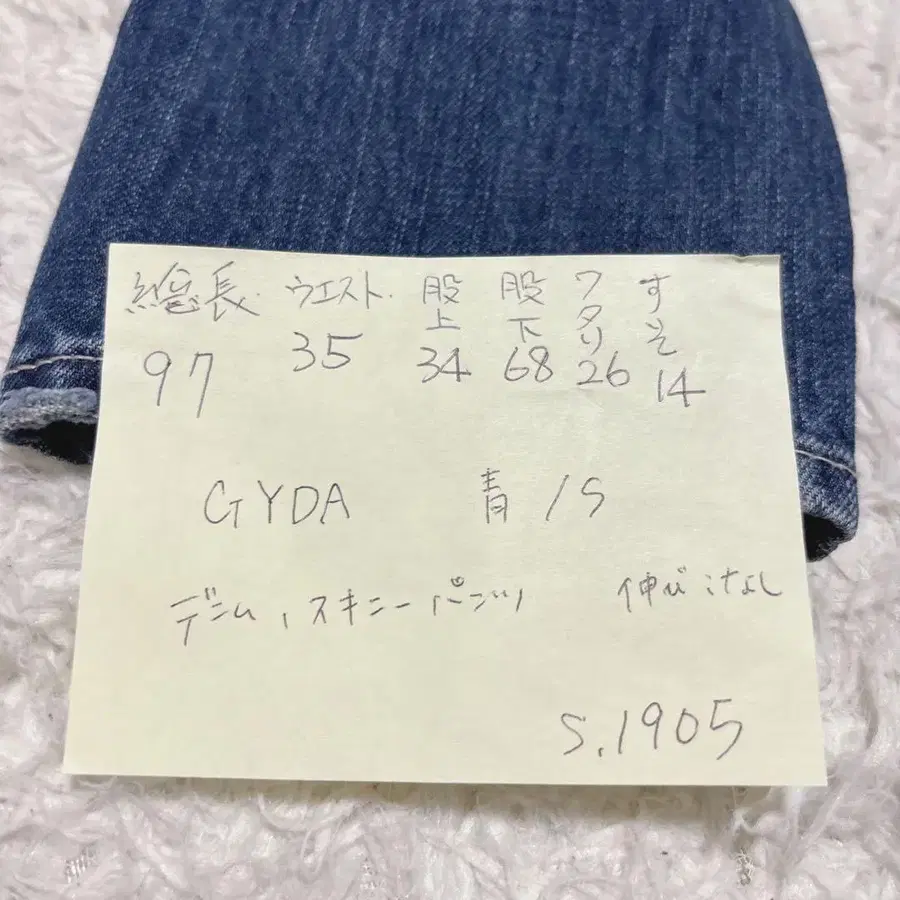 総長 ウエスト 股上 股下 ワタリ すそ
97 35 34 68 26 14
GYDA 青 / S
デニム、スキニーパンツ 伸びなし
S.1905